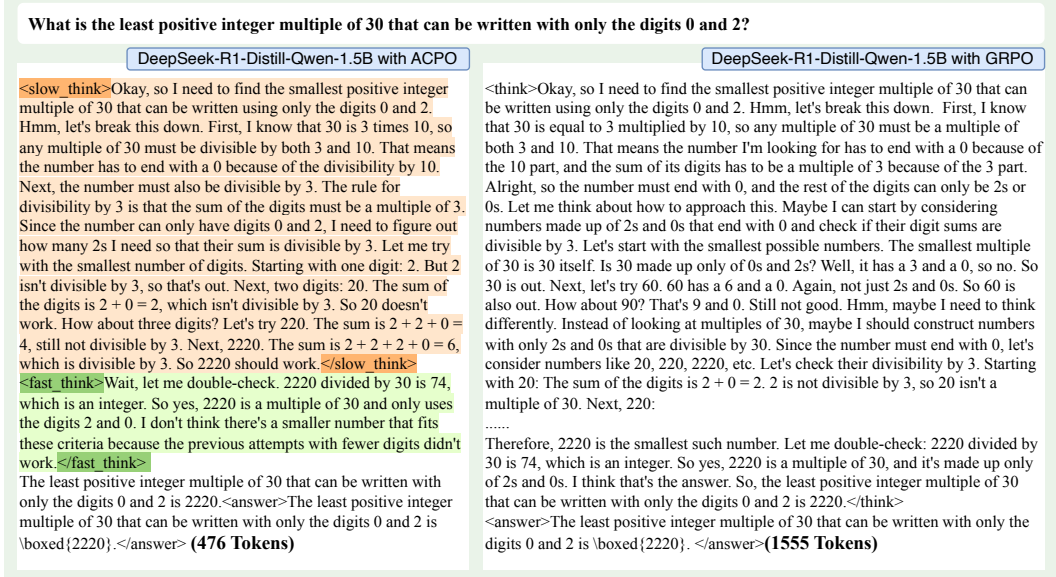 What is the least positive integer multiple of 30 that can be written with only the digits 0 and 2?
DeepSeek-R1-Distill-Qwen-1.5B with ACPO
<slow_think>Okay, so I need to find the smallest positive integer
multiple of 30 that can be written using only the digits 0 and 2.
Hmm, let's break this down. First, I know that 30 is 3 times 10, so
any multiple of 30 must be divisible by both 3 and 10. That means
the number has to end with a 0 because of the divisibility by 10.
Next, the number must also be divisible by 3. The rule for
divisibility by 3 is that the sum of the digits must be a multiple of 3.
Since the number can only have digits 0 and 2, I need to figure out
how many 2s I need so that their sum is divisible by 3. Let me try
with the smallest number of digits. Starting with one digit: 2. But 2
isn't divisible by 3, so that's out. Next, two digits: 20. The sum of
the digits is 2 + 0 = 2, which isn't divisible by 3. So 20 doesn't
work. How about three digits? Let's try 220. The sum is 2 + 2 + 0 =
4, still not divisible by 3. Next, 2220. The sum is 2 + 2 + 2 + 0 = 6,
which is divisible by 3. So 2220 should work.</slow_think>
<fast_think>Wait, let me double-check. 2220 divided by 30 is 74,
which is an integer. So yes, 2220 is a multiple of 30 and only uses
the digits 2 and 0. I don't think there's a smaller number that fits
these criteria because the previous attempts with fewer digits didn't
work.</fast_think>
The least positive integer multiple of 30 that can be written with
only the digits 0 and 2 is 2220.<answer>The least positive integer
multiple of 30 that can be written with only the digits 0 and 2 is
\boxed{2220}.</answer> (476 Tokens)
DeepSeek-R1-Distill-Qwen-1.5B with GRPO
<think>Okay, so I need to find the smallest positive integer multiple of 30 that can
be written using only the digits 0 and 2. Hmm, let's break this down. First, I know
that 30 is equal to 3 multiplied by 10, so any multiple of 30 must be a multiple of
both 3 and 10. That means the number I'm looking for has to end with a 0 because of
the 10 part, and the sum of its digits has to be a multiple of 3 because of the 3 part.
Alright, so the number must end with 0, and the rest of the digits can only be 2s or
0s. Let me think about how to approach this. Maybe I can start by considering
numbers made up of 2s and 0s that end with 0 and check if their digit sums are
divisible by 3. Let's start with the smallest possible numbers. The smallest multiple
of 30 is 30 itself. Is 30 made up only of 0s and 2s? Well, it has a 3 and a 0, so no. So
30 is out. Next, let's try 60. 60 has a 6 and a 0. Again, not just 2s and 0s. So 60 is
also out. How about 90? That's 9 and 0. Still not good. Hmm, maybe I need to think
differently. Instead of looking at multiples of 30, maybe I should construct numbers
with only 2s and 0s that are divisible by 30. Since the number must end with 0, let's
consider numbers like 20, 220, 2220, etc. Let's check their divisibility by 3. Starting
with 20: The sum of the digits is 2 + 0 = 2. 2 is not divisible by 3, so 20 isn't a
multiple of 30. Next, 220:
......
Therefore, 2220 is the smallest such number. Let me double-check: 2220 divided by
30 is 74, which is an integer. So yes, 2220 is a multiple of 30, and it's made up only
of 2s and 0s. I think that's the answer. So, the least positive integer multiple of 30
that can be written with only the digits 0 and 2 is 2220.</think>
<answer>The least positive integer multiple of 30 that can be written with only the
digits 0 and 2 is \boxed{2220}. </answer>(1555 Tokens)